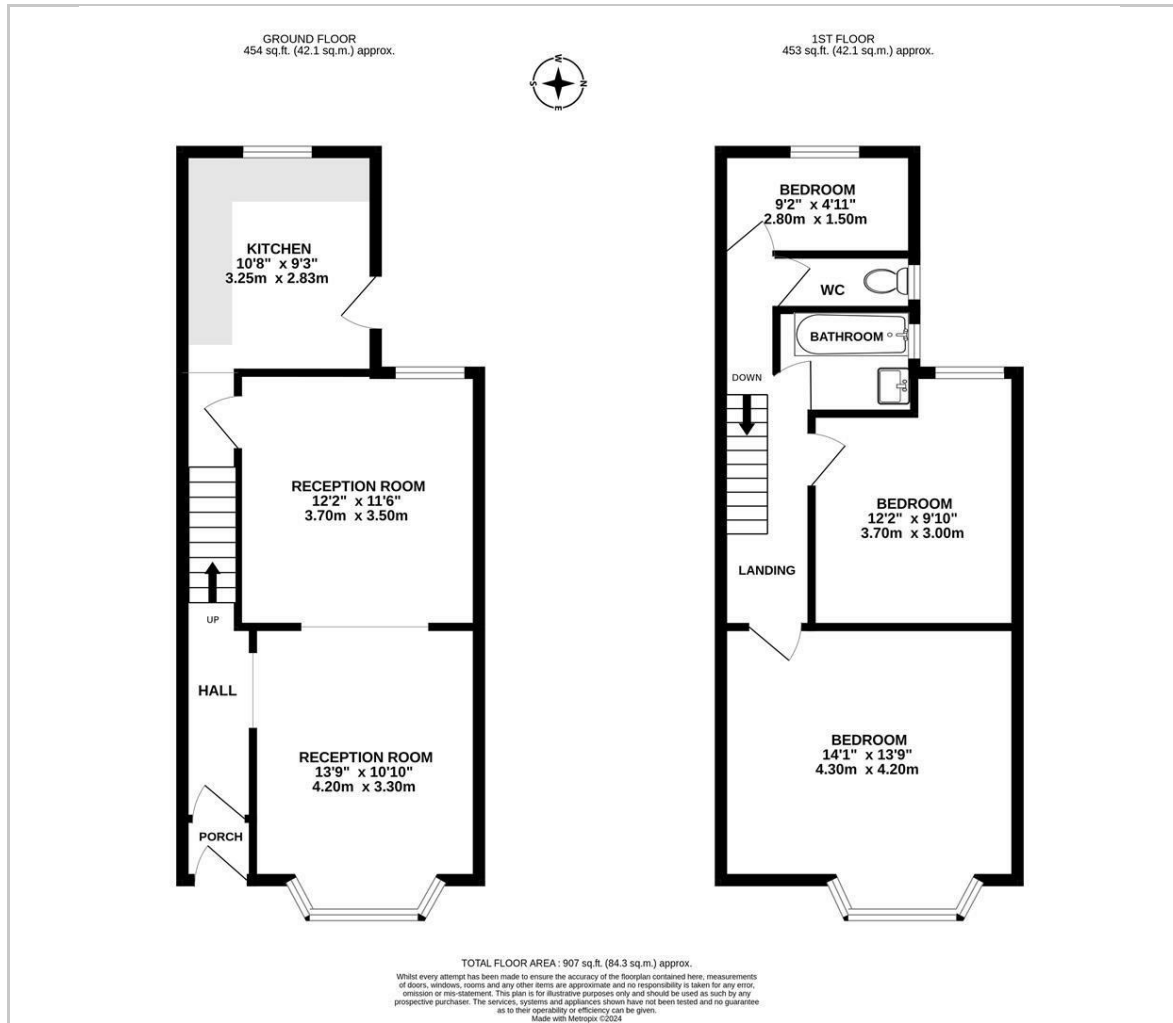 GROUND FLOOR
454 sq.ft. (42.1 sq.m.) approx.
1ST FLOOR
453 sq.ft. (42.1 sq.m.) approx.
W
N
E
S
KITCHEN
10'8" x 9'3"
3.25m x 2.83m
RECEPTION ROOM
12'2" x 11'6"
3.70m x 3.50m
UP
HALL
RECEPTION ROOM
13'9" x 10'10"
4.20m x 3.30m
PORCH
BEDROOM
9'2" x 4'11"
2.80m x 1.50m
WC
BATHROOM
DOWN
BEDROOM
12'2" x 9'10"
3.70m x 3.00m
LANDING
BEDROOM
14'1" x 13'9"
4.30m x 4.20m
TOTAL FLOOR AREA : 907 sq.ft. (84.3 sq.m.) approx.
Whilst every attempt has been made to ensure the accuracy of the floorplan contained here, measurements
of doors, windows, rooms and any other items are approximate and no responsibility is taken for any error,
omission or mis-statement. This plan is for illustrative purposes only and should be used as such by any
prospective purchaser. The services, systems and appliances shown have not been tested and no guarantee
as to their operability or efficiency can be given.
Made with Metropix ©2024